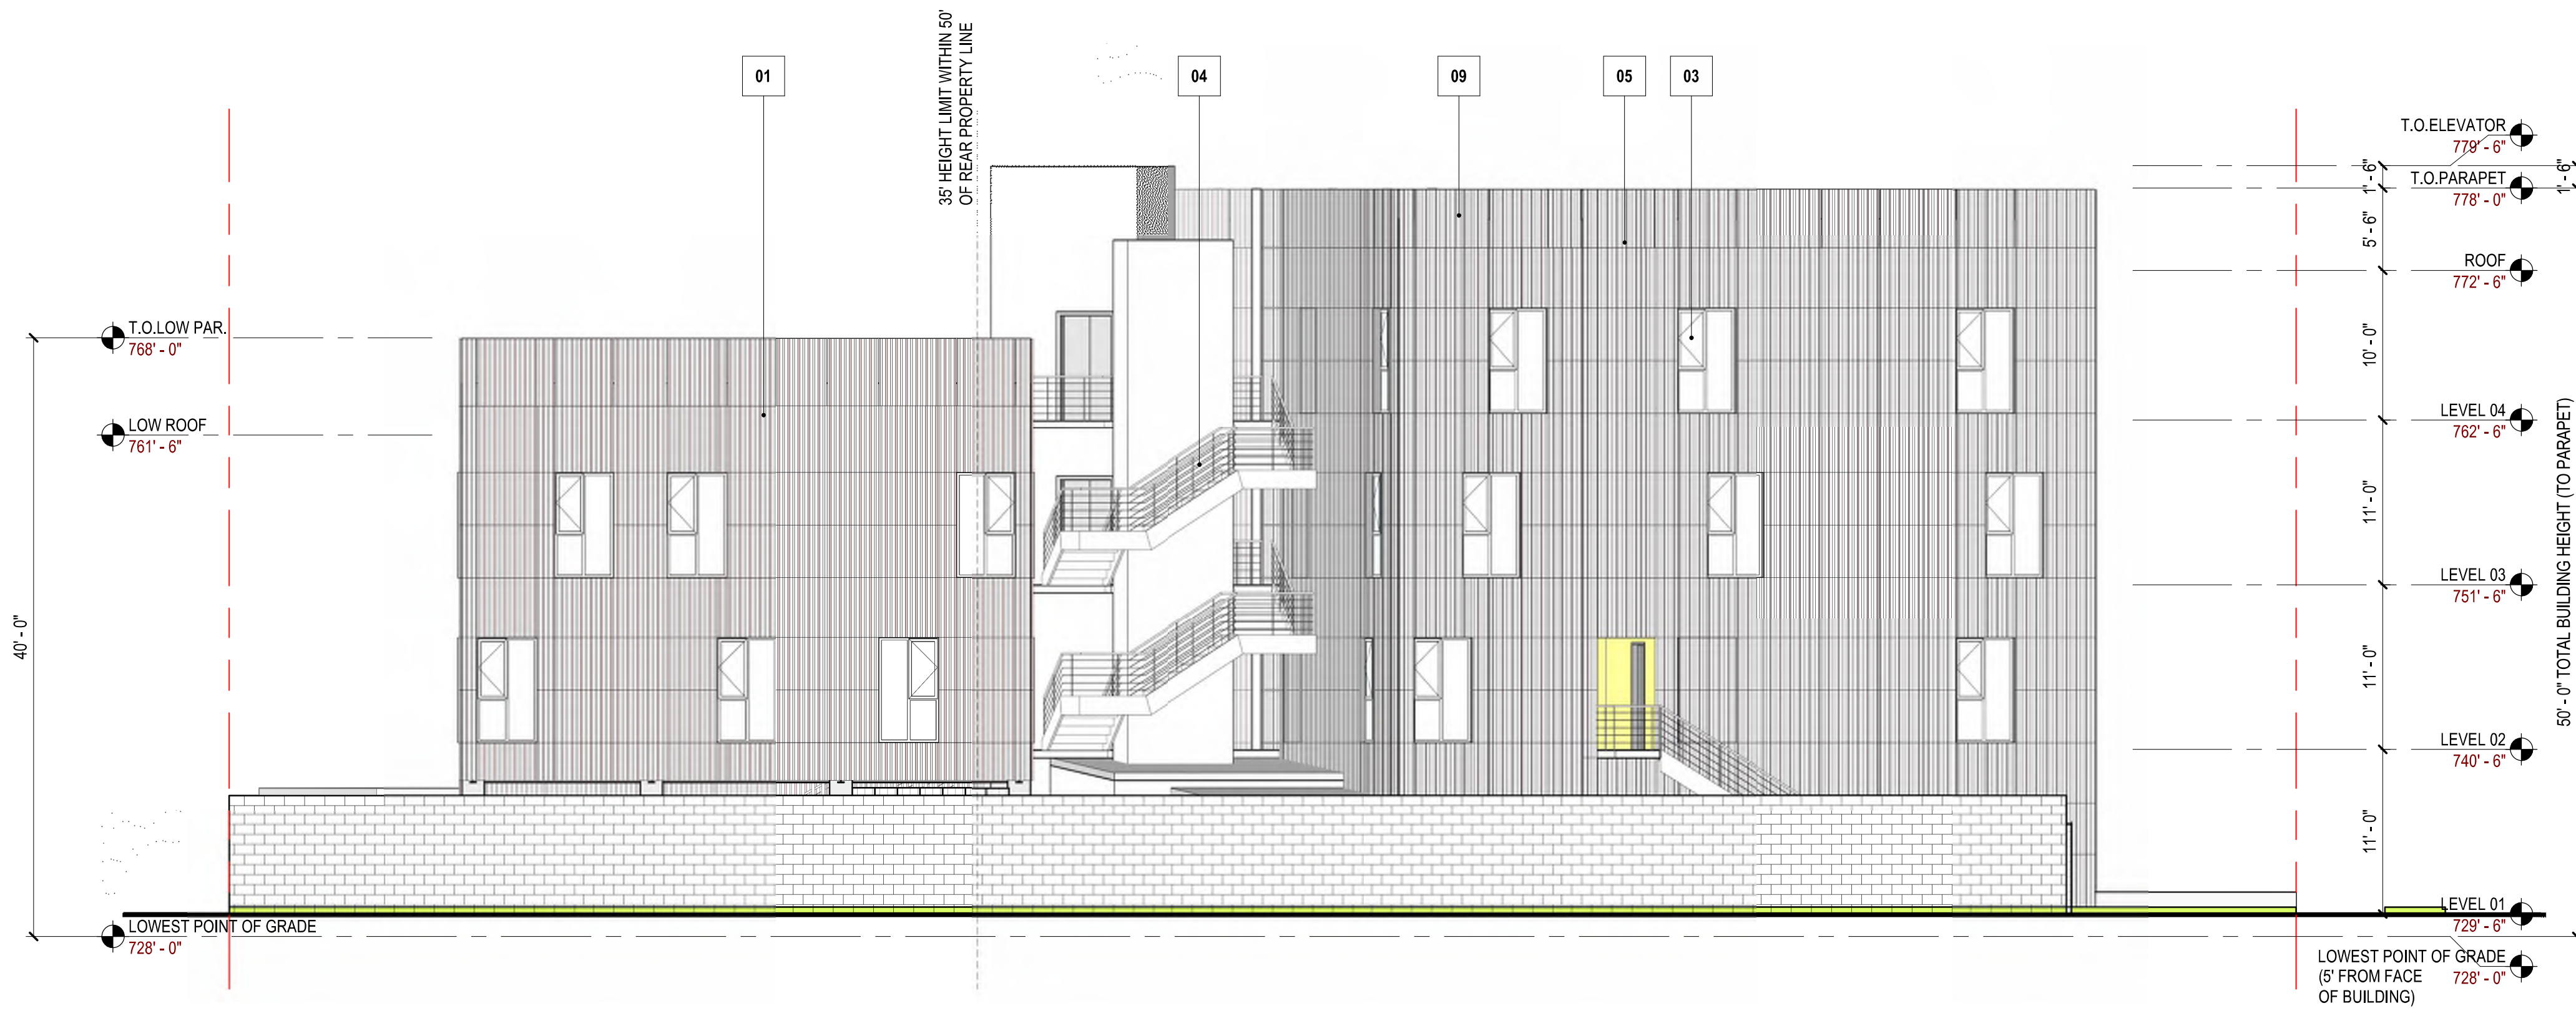 35' HEIGHT LIMIT WITHIN 50'
OF REAR PROPERTY LINE
01
04
09
05
03
T.O.ELEVATOR
779' - 6"
T.O.PARAPET
778' - 0"
ROOF
772' - 6"
LEVEL 04
762' - 6"
LEVEL 03
751' - 6"
LEVEL 02
740' - 6"
LEVEL 01
729' - 6"
LOWEST POINT OF GRADE
(5' FROM FACE
OF BUILDING)
728' - 0"
1' - 6"
5' - 6"
10' - 0"
11' - 0"
11' - 0"
11' - 0"
1' - 6"
50' - 0" TOTAL BUILDING HEIGHT (TO PARAPET)
T.O.LOW PAR.
768' - 0"
LOW ROOF
761' - 6"
40' - 0"
LOWEST POINT OF GRADE
728' - 0"